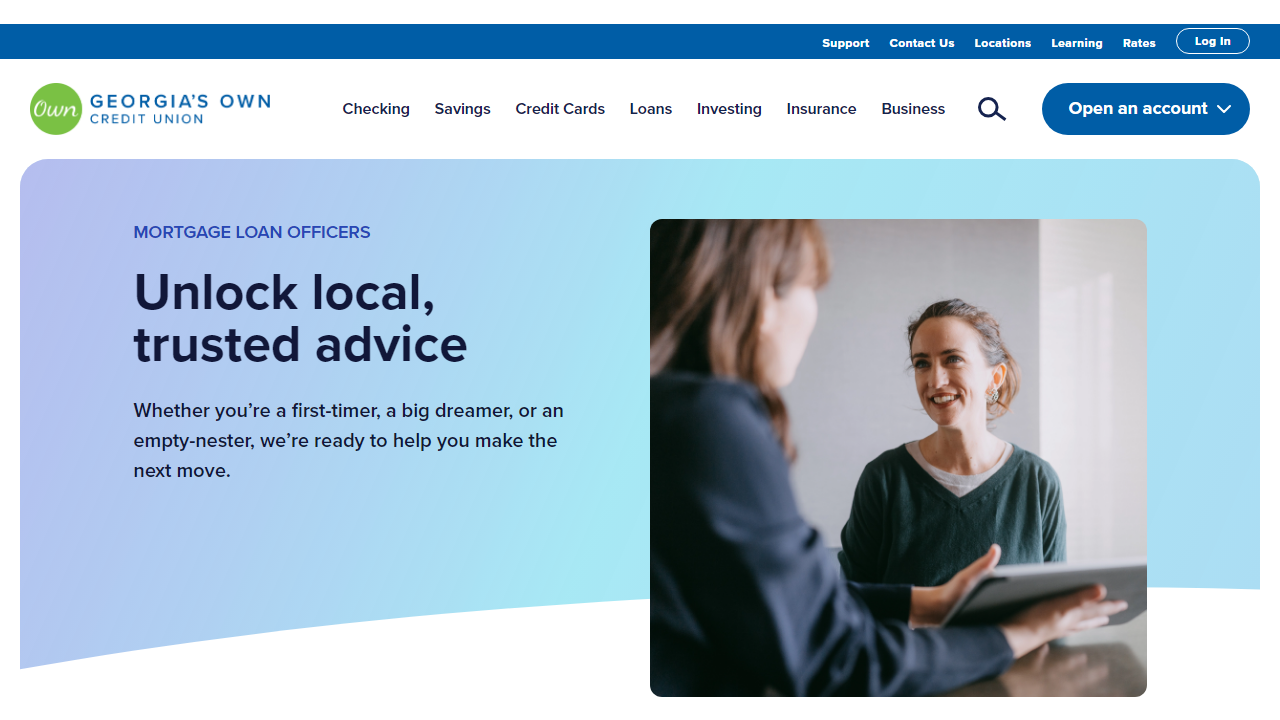 Support Contact Us Locations Learning Rates Log In
Own GEORGIA'S OWN
CREDIT UNION
Checking Savings Credit Cards Loans Investing Insurance Business Open an account
MORTGAGE LOAN OFFICERS
Unlock local,
trusted advice
Whether you’re a first-timer, a big dreamer, or an
empty-nester, we’re ready to help you make the
next move.